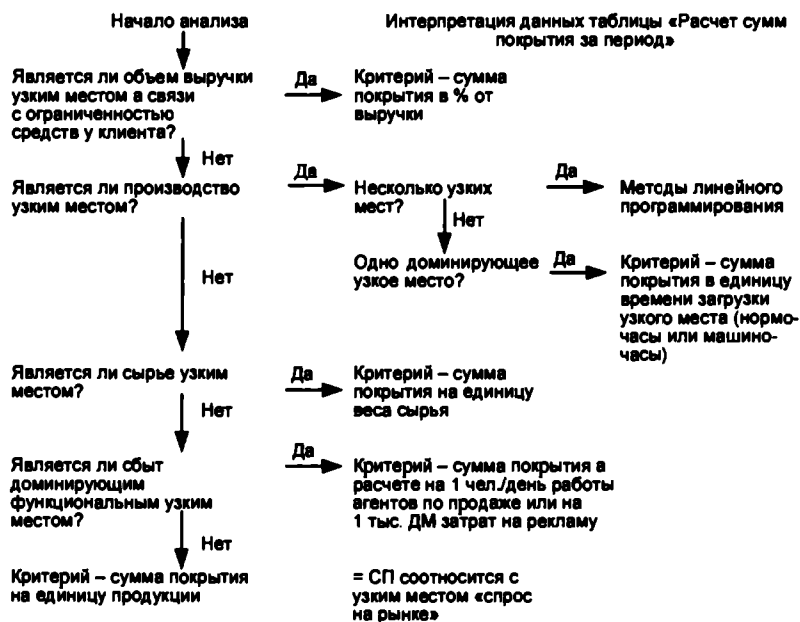 Начало анализа
Интерпретация данных таблицы «Расчет сумм
покрытия за период»
Является ли объем выручки
узким местом а связи
с ограниченностью
средств у клиента?
Да
Критерий – сумма
покрытия в % от
выручки
Нет
Является ли производство
узким местом?
Да
Несколько узких
мест?
Да
Методы линейного
программирования
Нет
Одно доминирующее
узкое место?
Да
Критерий – сумма
покрытия в единицу
времени загрузки
узкого места (нормо-
часы или машино-
часы)
Нет
Является ли сырье узким
местом?
Да
Критерий – сумма
покрытия на единицу
веса сырья
Нет
Является ли сбыт
доминирующим
функциональным узким
местом?
Да
Критерий – сумма покрытия а
расчете на 1 чел./день работы
агентов по продаже или на
1 тыс. ДМ затрат на рекламу
Нет
Критерий – сумма покрытия
на единицу продукции
= СП соотносится с
узким местом «спрос
на рынке»